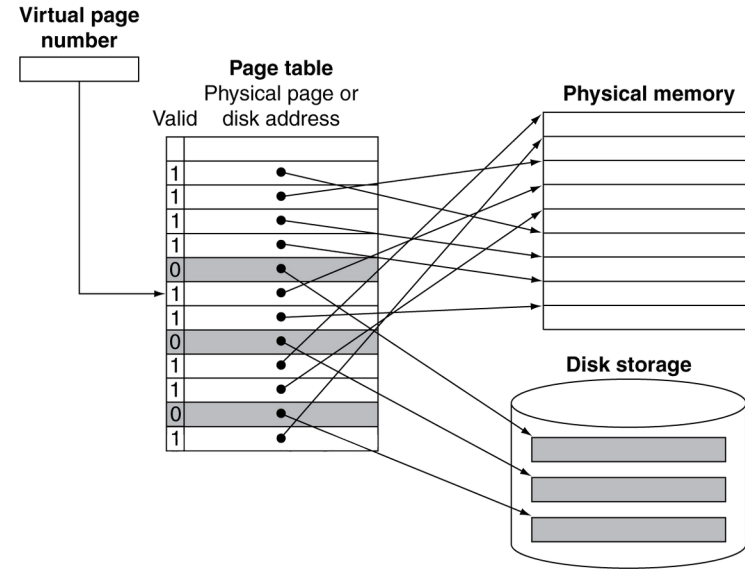 Virtual page
number
Page table
Physical page or
Valid disk address
Physical memory
1
1
1
1
0
1
1
0
1
1
0
1
Disk storage